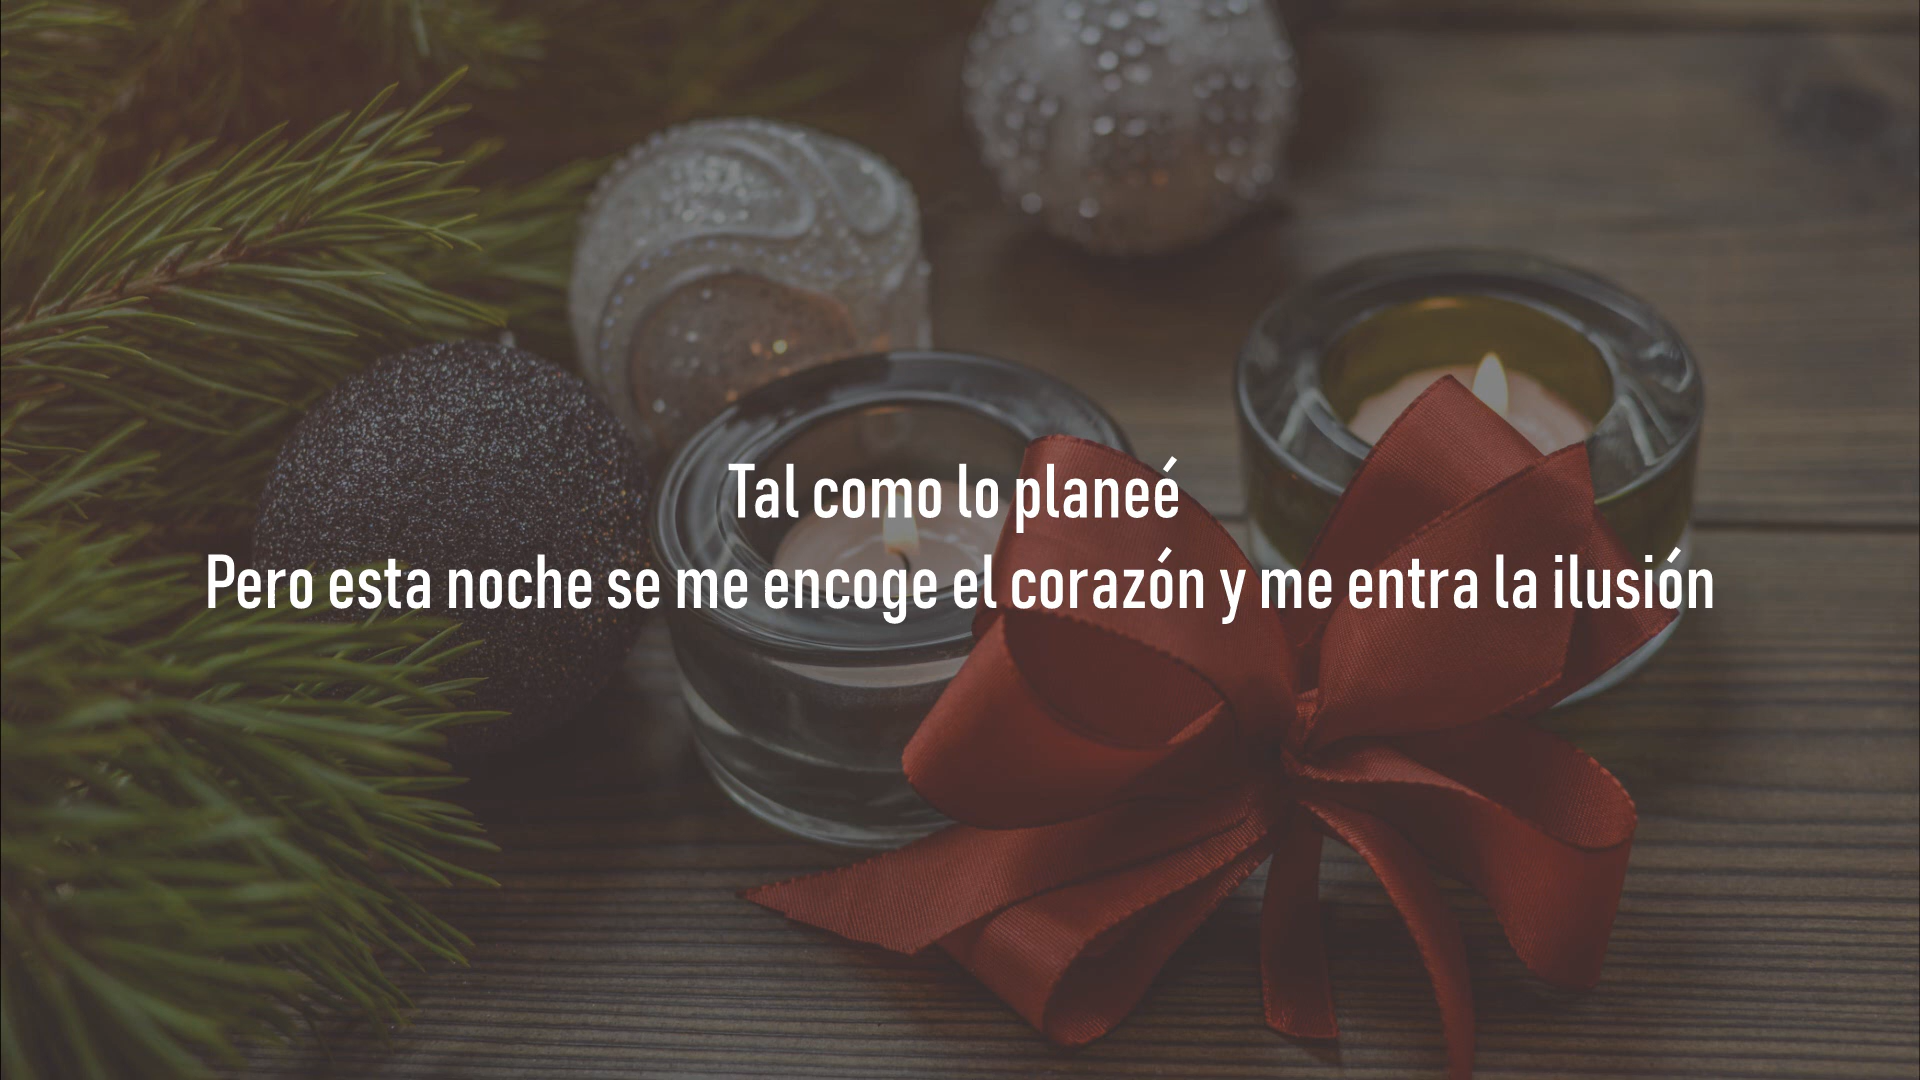 Tal como lo planeé
Pero esta noche se me encoge el corazón y me entra la ilusión